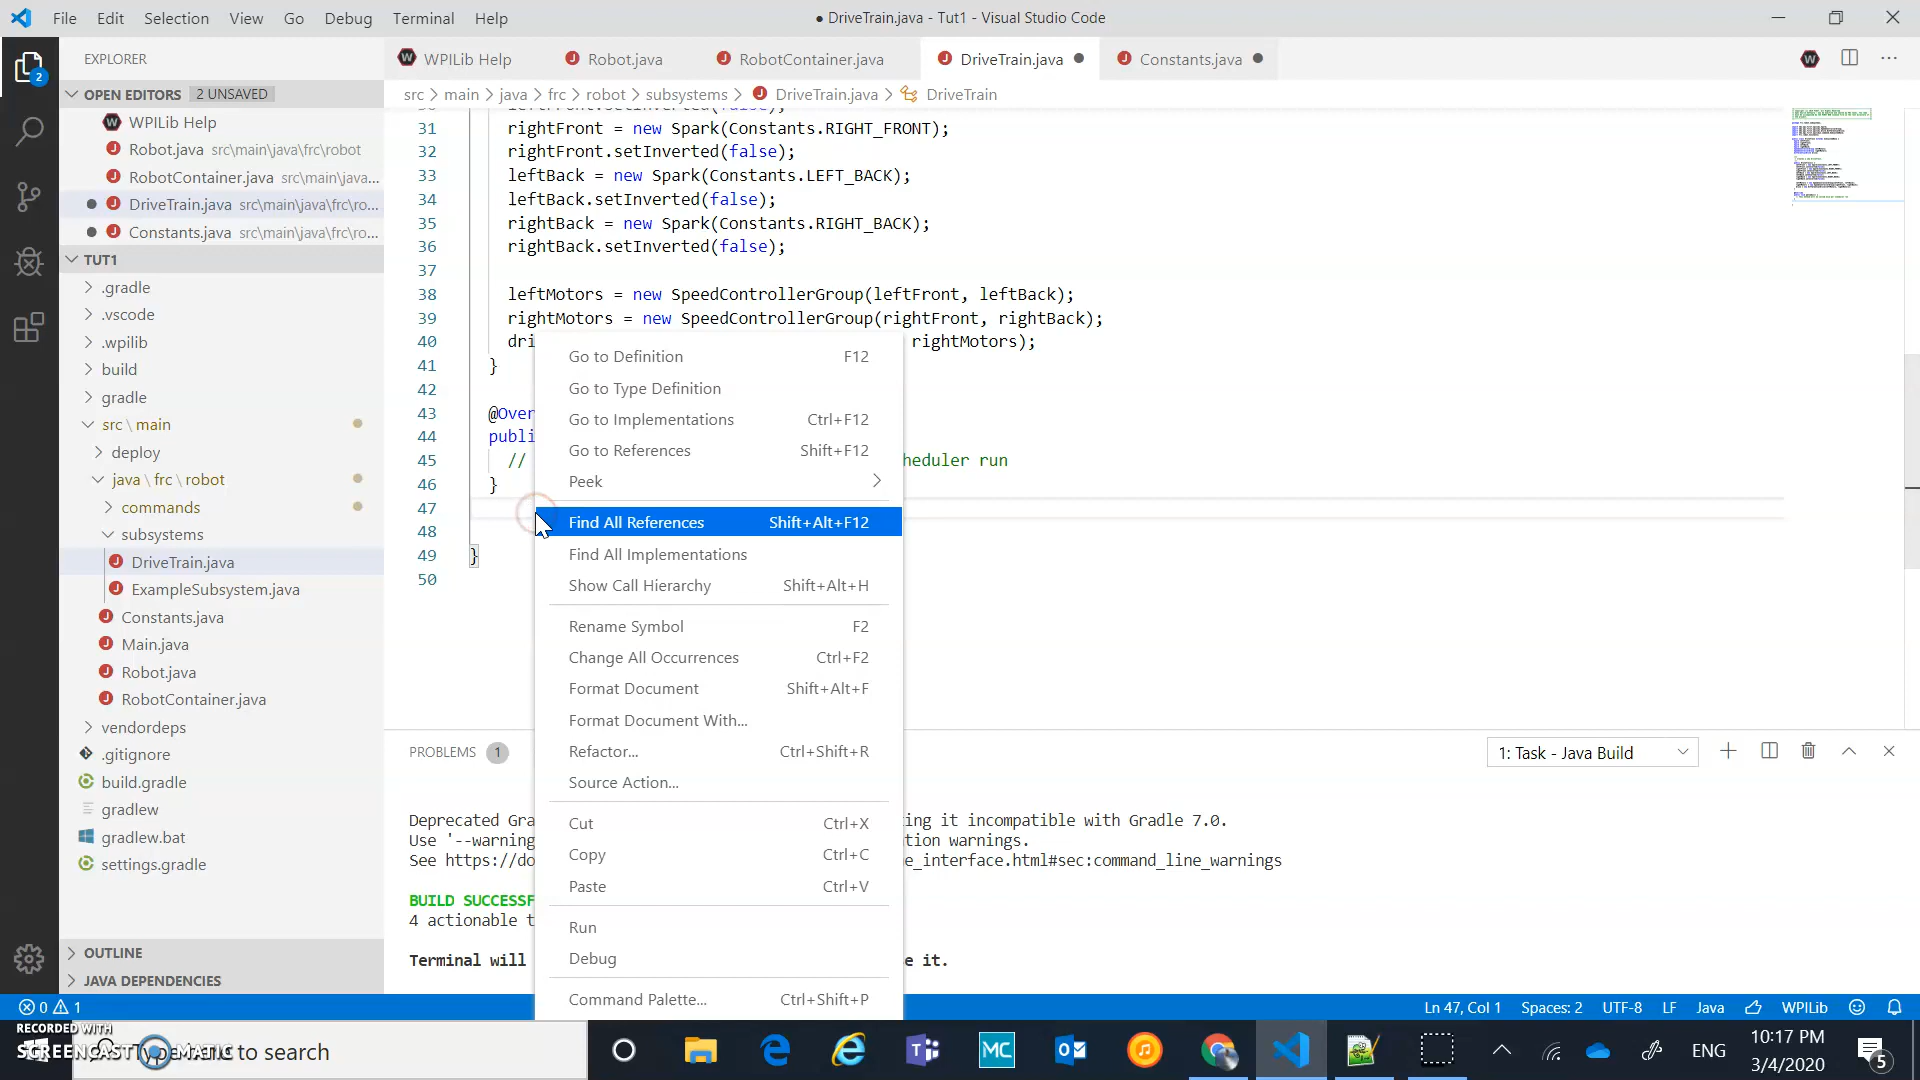 File Edit Selection View Go Debug Terminal Help
● DriveTrain.java - Tut1 - Visual Studio Code
EXPLORER
OPEN EDITORS 2 UNSAVED
WPILib Help
Robot.java src\main\java\frc\robot
RobotContainer.java src\main\java...
DriveTrain.java src\main\java\frc\ro...
Constants.java src\main\java\frc\ro...
TUT1
.gradle
.vscode
.wpilib
build
gradle
src \ main
deploy
java \ frc \ robot
commands
subsystems
DriveTrain.java
ExampleSubsystem.java
Constants.java
Main.java
Robot.java
RobotContainer.java
vendordeps
.gitignore
build.gradle
gradlew
gradlew.bat
settings.gradle
OUTLINE
JAVA DEPENDENCIES
WPILib Help Robot.java RobotContainer.java DriveTrain.java Constants.java
src > main > java > frc > robot > subsystems > DriveTrain.java > DriveTrain
31 rightFront = new Spark(Constants.RIGHT_FRONT);
32 rightFront.setInverted(false);
33 leftBack = new Spark(Constants.LEFT_BACK);
34 leftBack.setInverted(false);
35 rightBack = new Spark(Constants.RIGHT_BACK);
36 rightBack.setInverted(false);
37
38 leftMotors = new SpeedControllerGroup(leftFront, leftBack);
39 rightMotors = new SpeedControllerGroup(rightFront, rightBack);
40 dri rightMotors);
41 }
42
43 @Over
44 publi
45 // heduler run
46 }
47
48
49 }
50
Go to Definition F12
Go to Type Definition
Go to Implementations Ctrl+F12
Go to References Shift+F12
Peek
Find All References Shift+Alt+F12
Find All Implementations
Show Call Hierarchy Shift+Alt+H
Rename Symbol F2
Change All Occurrences Ctrl+F2
Format Document Shift+Alt+F
Format Document With...
Refactor... Ctrl+Shift+R
Source Action...
Cut Ctrl+X
Copy Ctrl+C
Paste Ctrl+V
Run
Debug
Command Palette... Ctrl+Shift+P
PROBLEMS 1
1: Task - Java Build
Deprecated Gra ing it incompatible with Gradle 7.0.
Use '--warning tion warnings.
See https://do e_interface.html#sec:command_line_warnings
BUILD SUCCESSF
4 actionable t
Terminal will e it.
0 1
Ln 47, Col 1 Spaces: 2 UTF-8 LF Java WPILib
RECORDED WITH
SCREENCAST MATIC
Type here to search
ENG
10:17 PM
3/4/2020
5